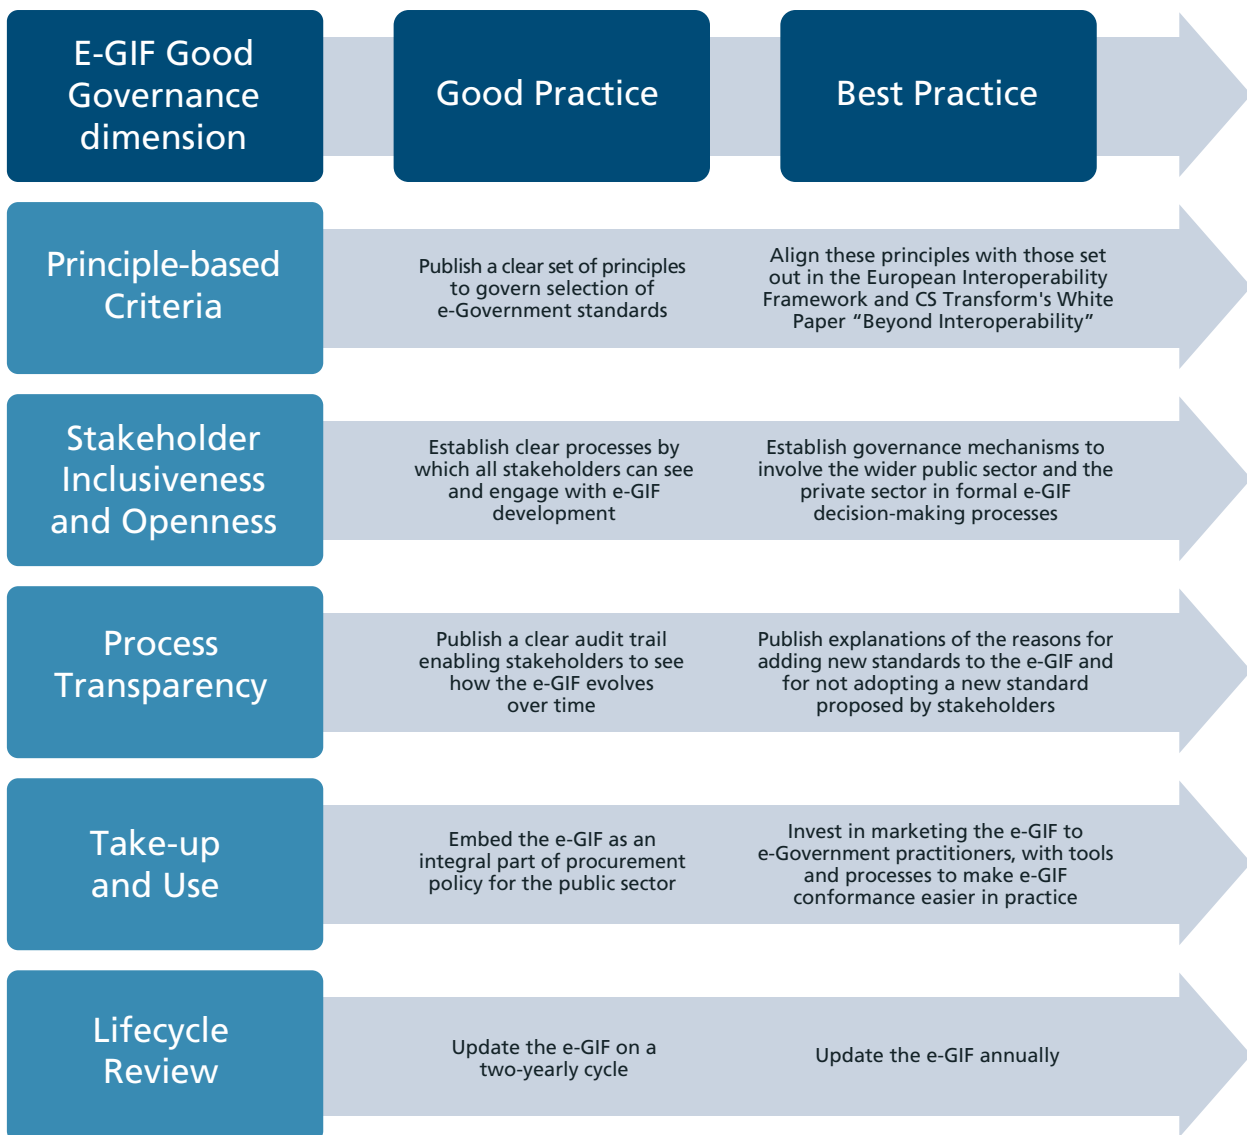 E-GIF Good
Governance
dimension
Good Practice
Best Practice
Principle-based
Criteria
Publish a clear set of principles
to govern selection of
e-Government standards
Align these principles with those set
out in the European Interoperability
Framework and CS Transform's White
Paper “Beyond Interoperability”
Stakeholder
Inclusiveness
and Openness
Establish clear processes by
which all stakeholders can see
and engage with e-GIF
development
Establish governance mechanisms to
involve the wider public sector and the
private sector in formal e-GIF
decision-making processes
Process
Transparency
Publish a clear audit trail
enabling stakeholders to see
how the e-GIF evolves
over time
Publish explanations of the reasons for
adding new standards to the e-GIF and
for not adopting a new standard
proposed by stakeholders
Take-up
and Use
Embed the e-GIF as an
integral part of procurement
policy for the public sector
Invest in marketing the e-GIF to
e-Government practitioners, with tools
and processes to make e-GIF
conformance easier in practice
Lifecycle
Review
Update the e-GIF on a
two-yearly cycle
Update the e-GIF annually